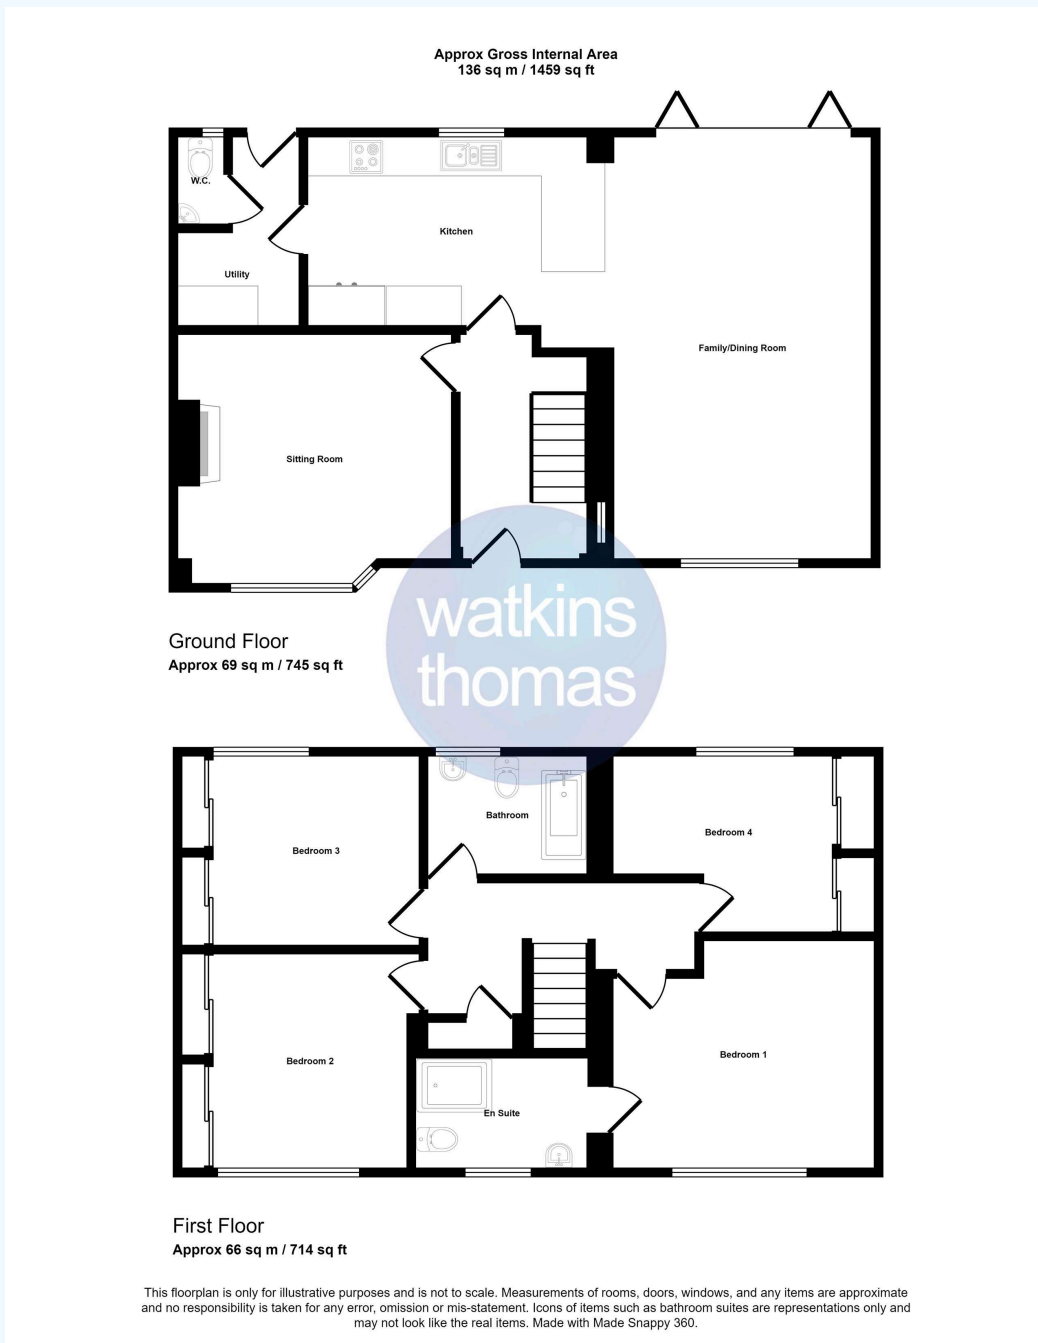 Approx Gross Internal Area
136 sq m / 1459 sq ft
W.C.
Kitchen
Utility
Family/Dining Room
Sitting Room
watkins
thomas
Ground Floor
Approx 69 sq m / 745 sq ft
Bathroom
Bedroom 4
Bedroom 3
Bedroom 1
Bedroom 2
En Suite
First Floor
Approx 66 sq m / 714 sq ft
This floorplan is only for illustrative purposes and is not to scale. Measurements of rooms, doors, windows, and any items are approximate
and no responsibility is taken for any error, omission or mis-statement. Icons of items such as bathroom suites are representations only and
may not look like the real items. Made with Made Snappy 360.